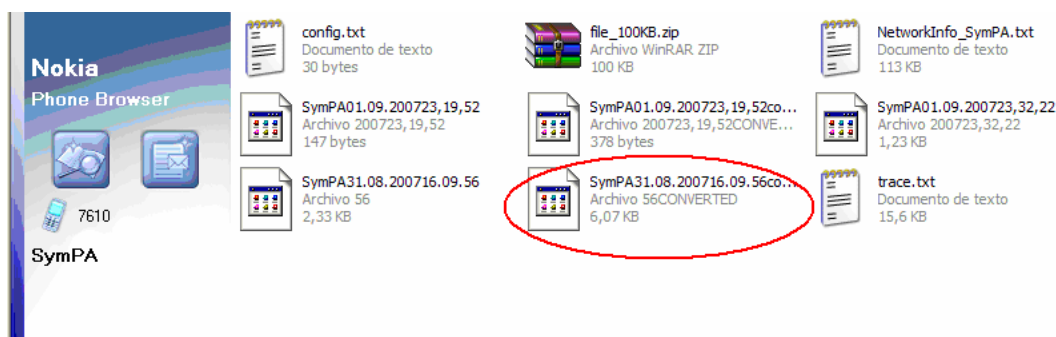 Nokia
Phone Browser
7610
SymPA
config.txt
Documento de texto
30 bytes
file_100KB.zip
Archivo WinRAR ZIP
100 KB
NetworkInfo_SymPA.txt
Documento de texto
113 KB
SymPA01.09.200723,19,52
Archivo 200723,19,52
147 bytes
SymPA01.09.200723,19,52co...
Archivo 200723,19,52CONVE...
378 bytes
SymPA01.09.200723,32,22
Archivo 200723,32,22
1,23 KB
SymPA31.08.200716.09.56
Archivo 56
2,33 KB
SymPA31.08.200716.09.56co...
Archivo 56CONVERTED
6,07 KB
trace.txt
Documento de texto
15,6 KB